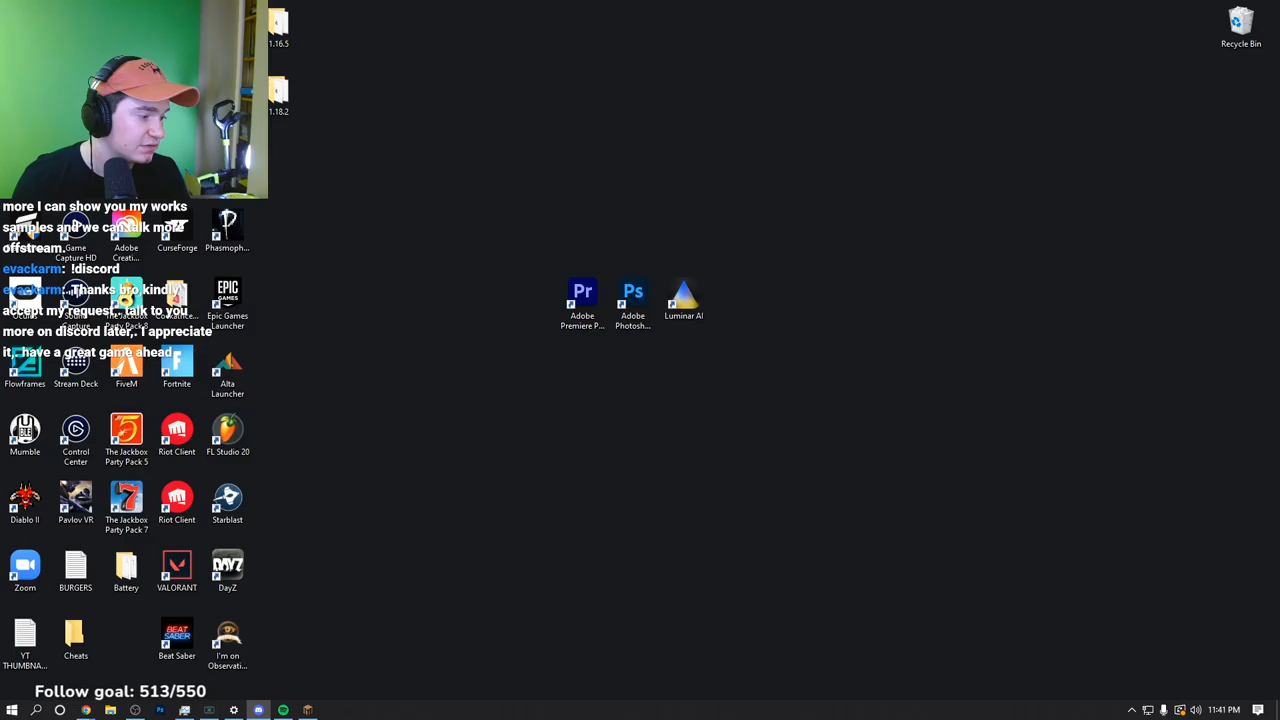 1.16.5
Recycle Bin
1.18.2
more I can show you my works
samples and we can talk more
offstream.
evackarm: !discord
evackarm: .Thanks bro kindly
accept my request.. talk to you
more on discord later,. I appreciate
it,. have a great game ahead
Game
Capture HD
Adobe
Creati...
CurseForge
Phasmoph...
Capture
Party Pack 8
Epic Games
Launcher
Adobe
Premiere P...
Adobe
Photosh...
Luminar AI
Flowframes
Stream Deck
FiveM
Fortnite
Alta
Launcher
Mumble
Control
Center
The Jackbox
Party Pack 5
Riot Client
FL Studio 20
Diablo II
Pavlov VR
The Jackbox
Party Pack 7
Riot Client
Starblast
Zoom
BURGERS
Battery
VALORANT
DayZ
YT
THUMBNA...
Cheats
Beat Saber
I'm on
Observati...
Follow goal: 513/550
11:41 PM